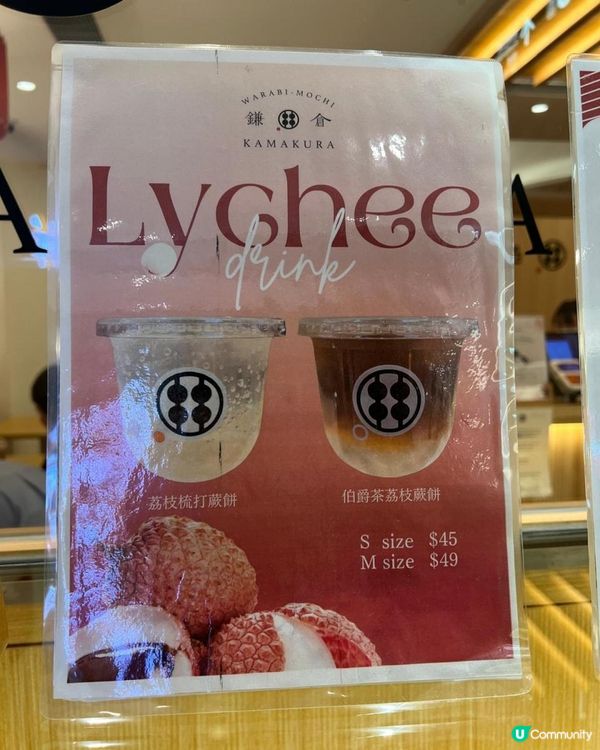 WARABI-MOCHI
鎌倉
KAMAKURA
Lychee
drink
A
A
荔枝梳打蕨餅
伯爵茶荔枝蕨餅
S size $45
M size $49
U Community